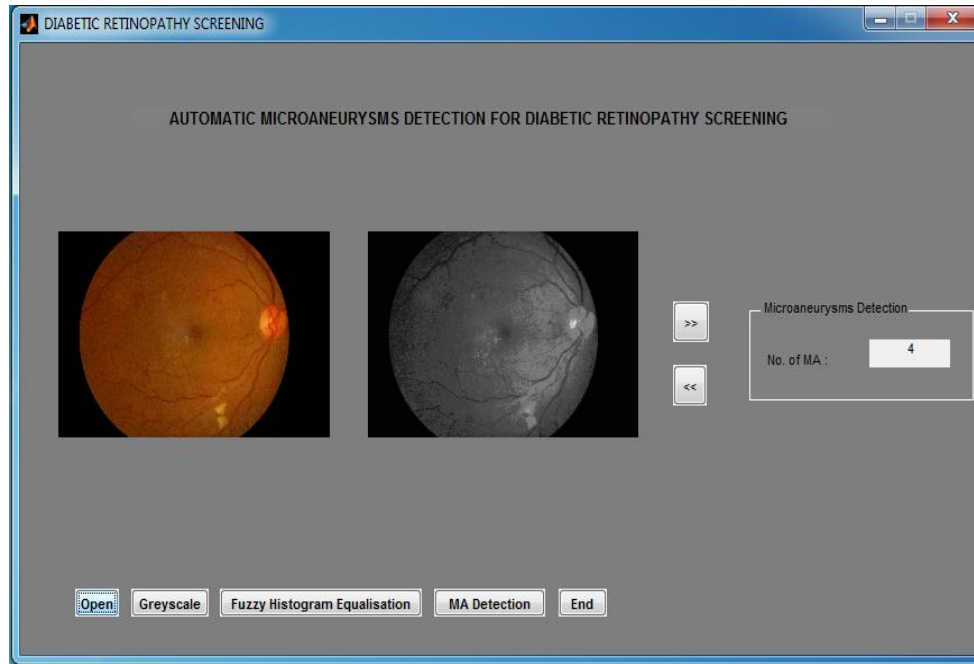 DIABETIC RETINOPATHY SCREENING
AUTOMATIC MICROANEURYSMS DETECTION FOR DIABETIC RETINOPATHY SCREENING
>>
<<
Microaneurysms Detection
No. of MA :
4
Open Greyscale Fuzzy Histogram Equalisation MA Detection End